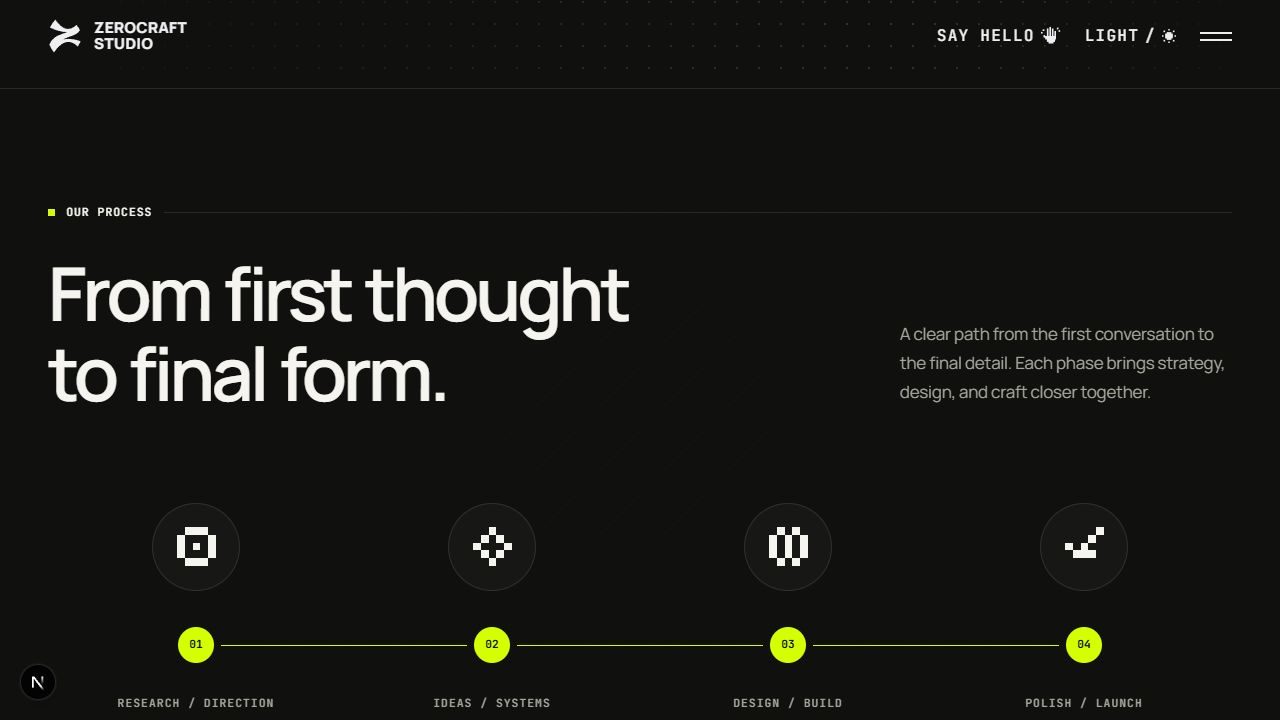 ZEROCRAFT
STUDIO
SAY HELLO
LIGHT /
OUR PROCESS
From first thought
to final form.
A clear path from the first conversation to
the final detail. Each phase brings strategy,
design, and craft closer together.
01
02
03
04
N
RESEARCH / DIRECTION
IDEAS / SYSTEMS
DESIGN / BUILD
POLISH / LAUNCH